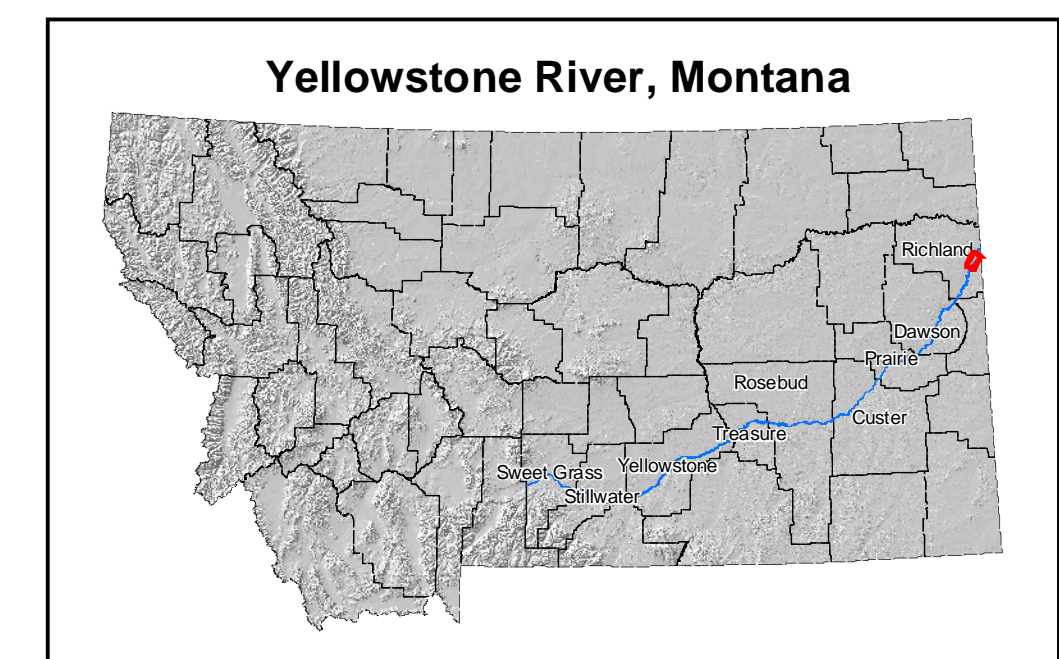 Yellowstone River, Montana
Richland
Dawson
Prairie
Rosebud
Custer
Treasure
Yellowstone
Sweet Grass
Stillwater